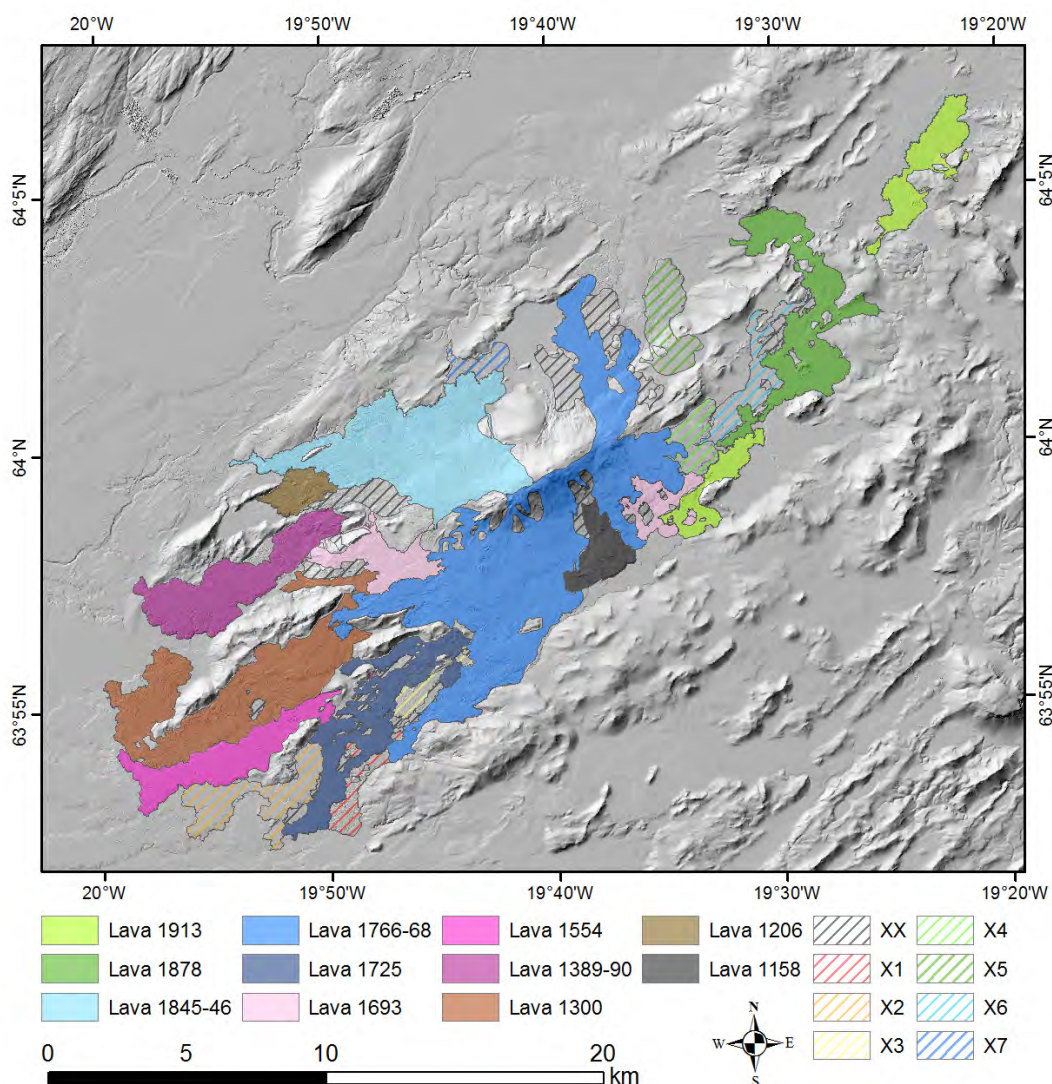 20°W 19°50'W 19°40'W 19°30'W 19°20'W
64°5'N 64°5'N
64°N 64°N
63°55'N 63°55'N
20°W 19°50'W 19°40'W 19°30'W 19°20'W
Lava 1913 Lava 1766-68 Lava 1554 Lava 1206 XX X4
Lava 1878 Lava 1725 Lava 1389-90 Lava 1158 X1 X5
Lava 1845-46 Lava 1693 Lava 1300 X2 X6
X3 X7
N
W E
S
0 5 10 20
km